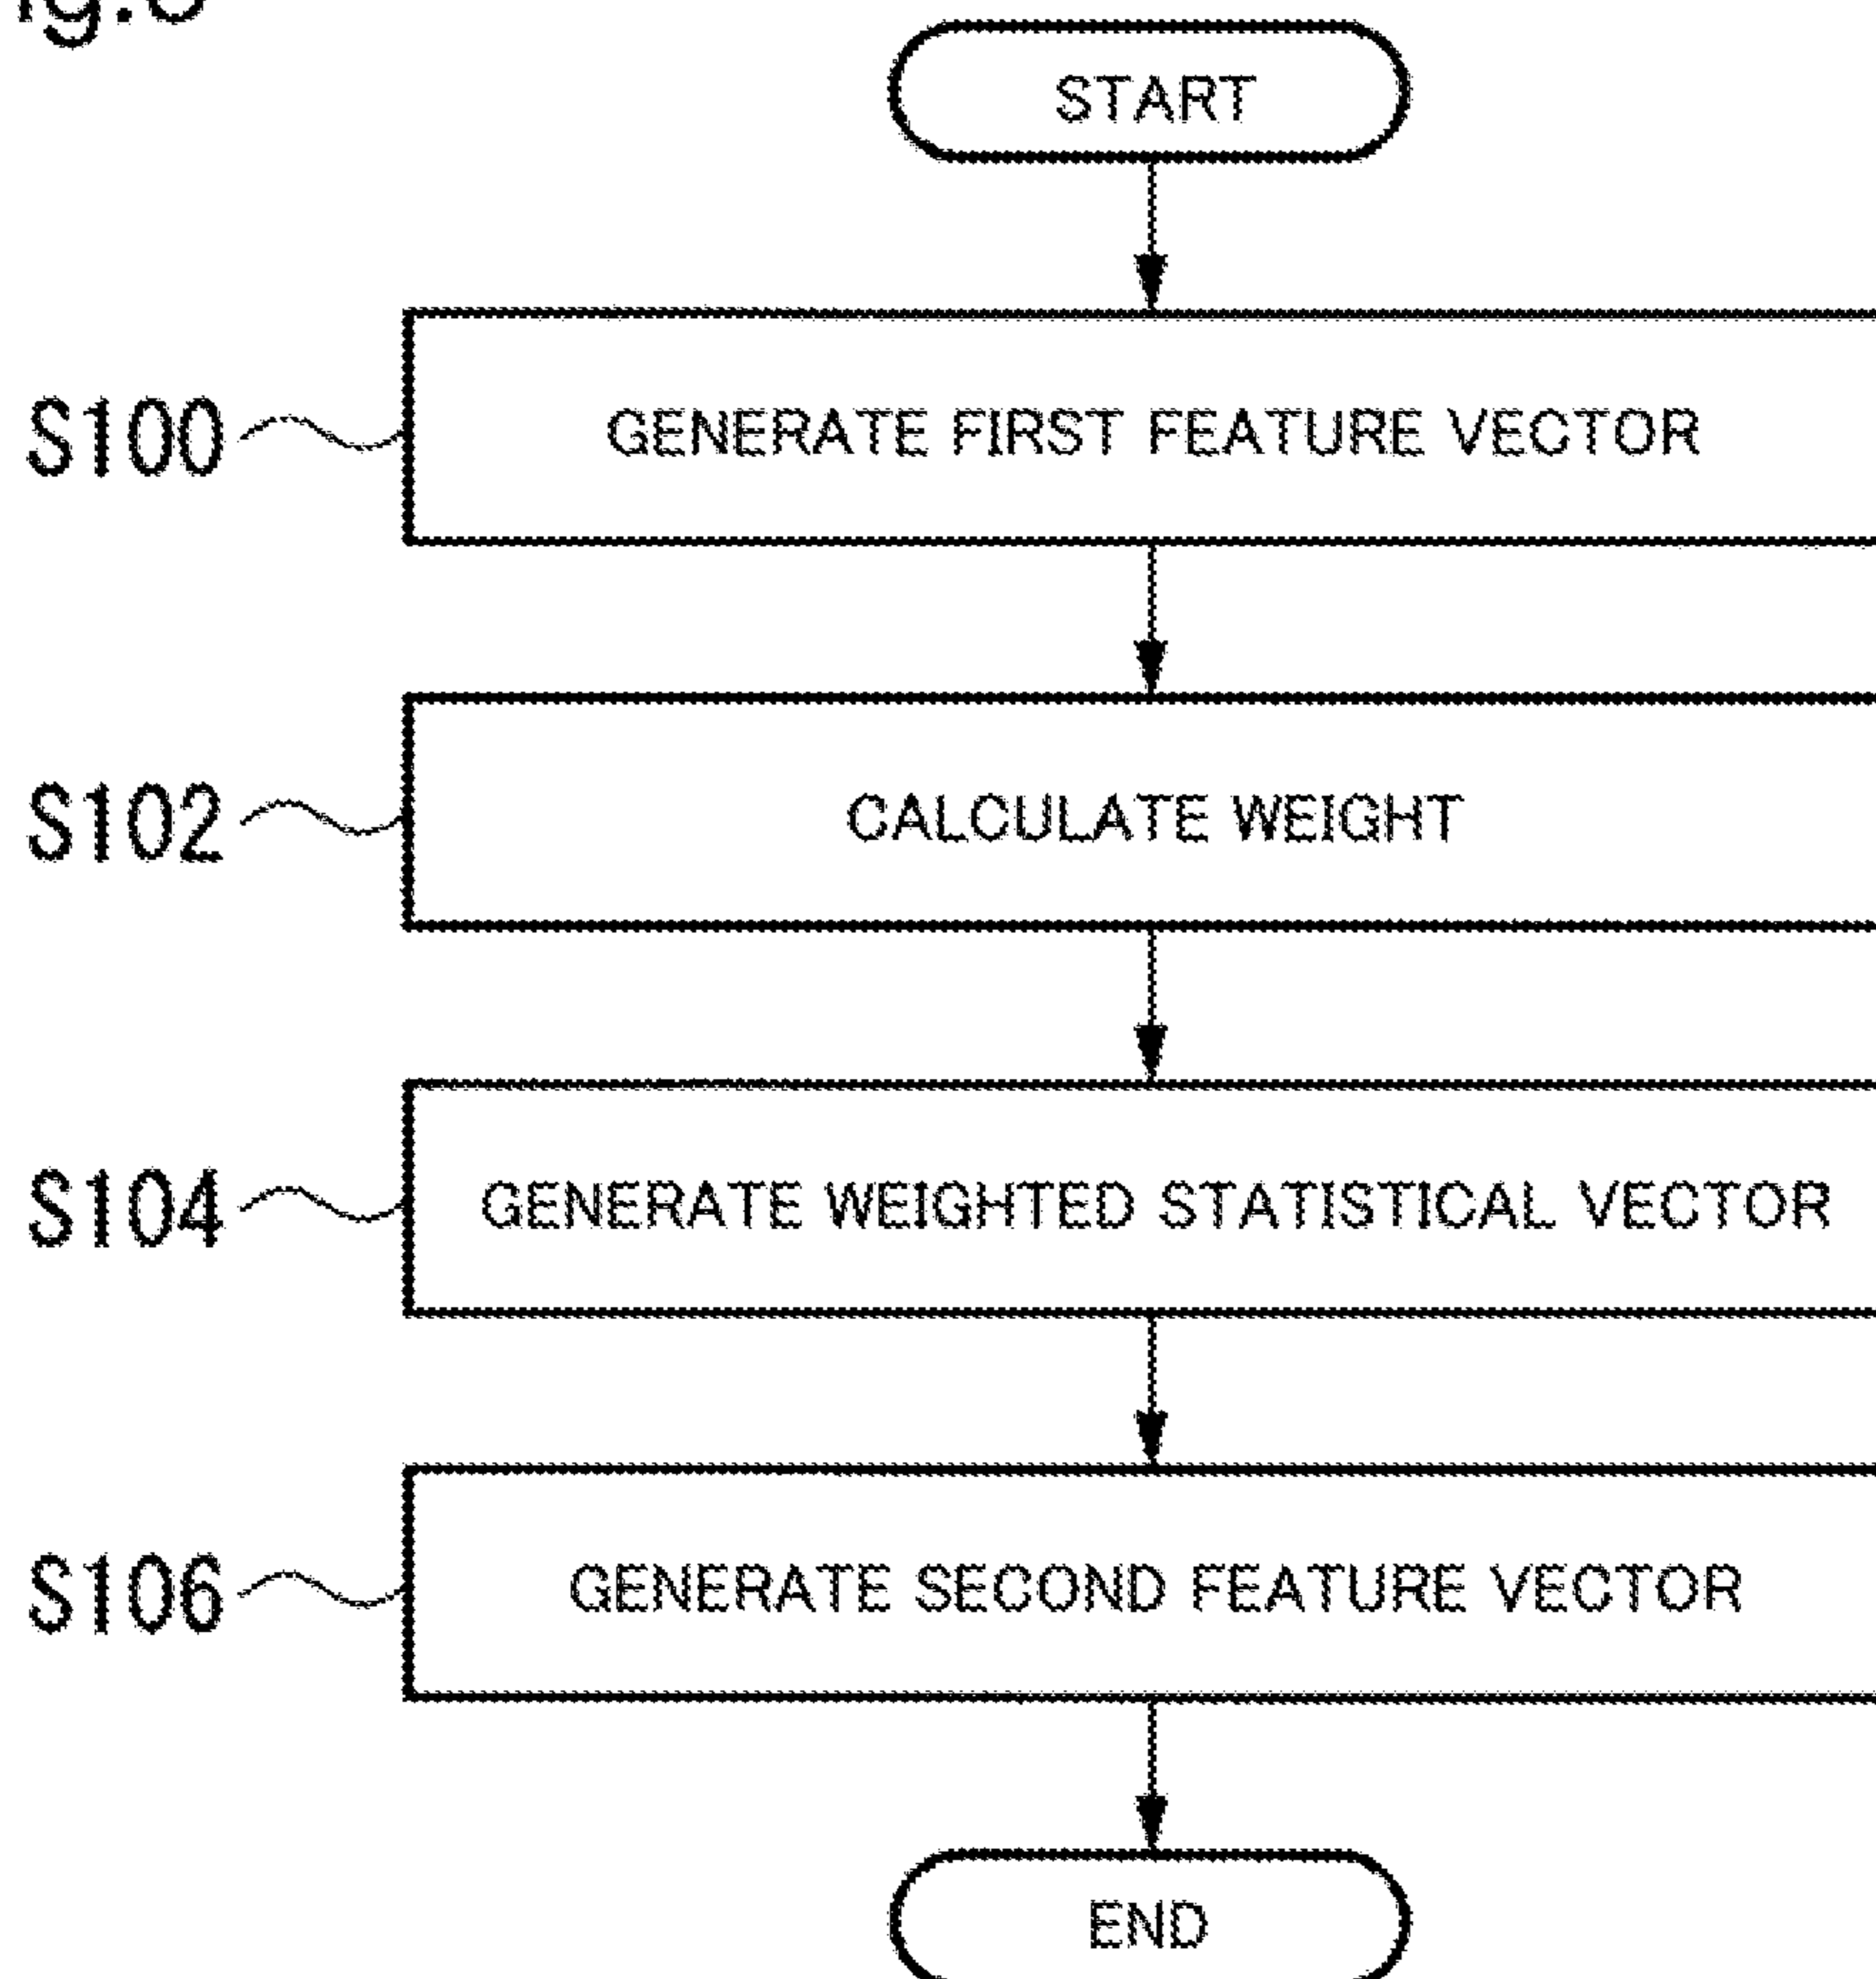 START
S100 GENERATE FIRST FEATURE VECTOR
S102 CALCULATE WEIGHT
S104 GENERATE WEIGHTED STATISTICAL VECTOR
S106 GENERATE SECOND FEATURE VECTOR
END